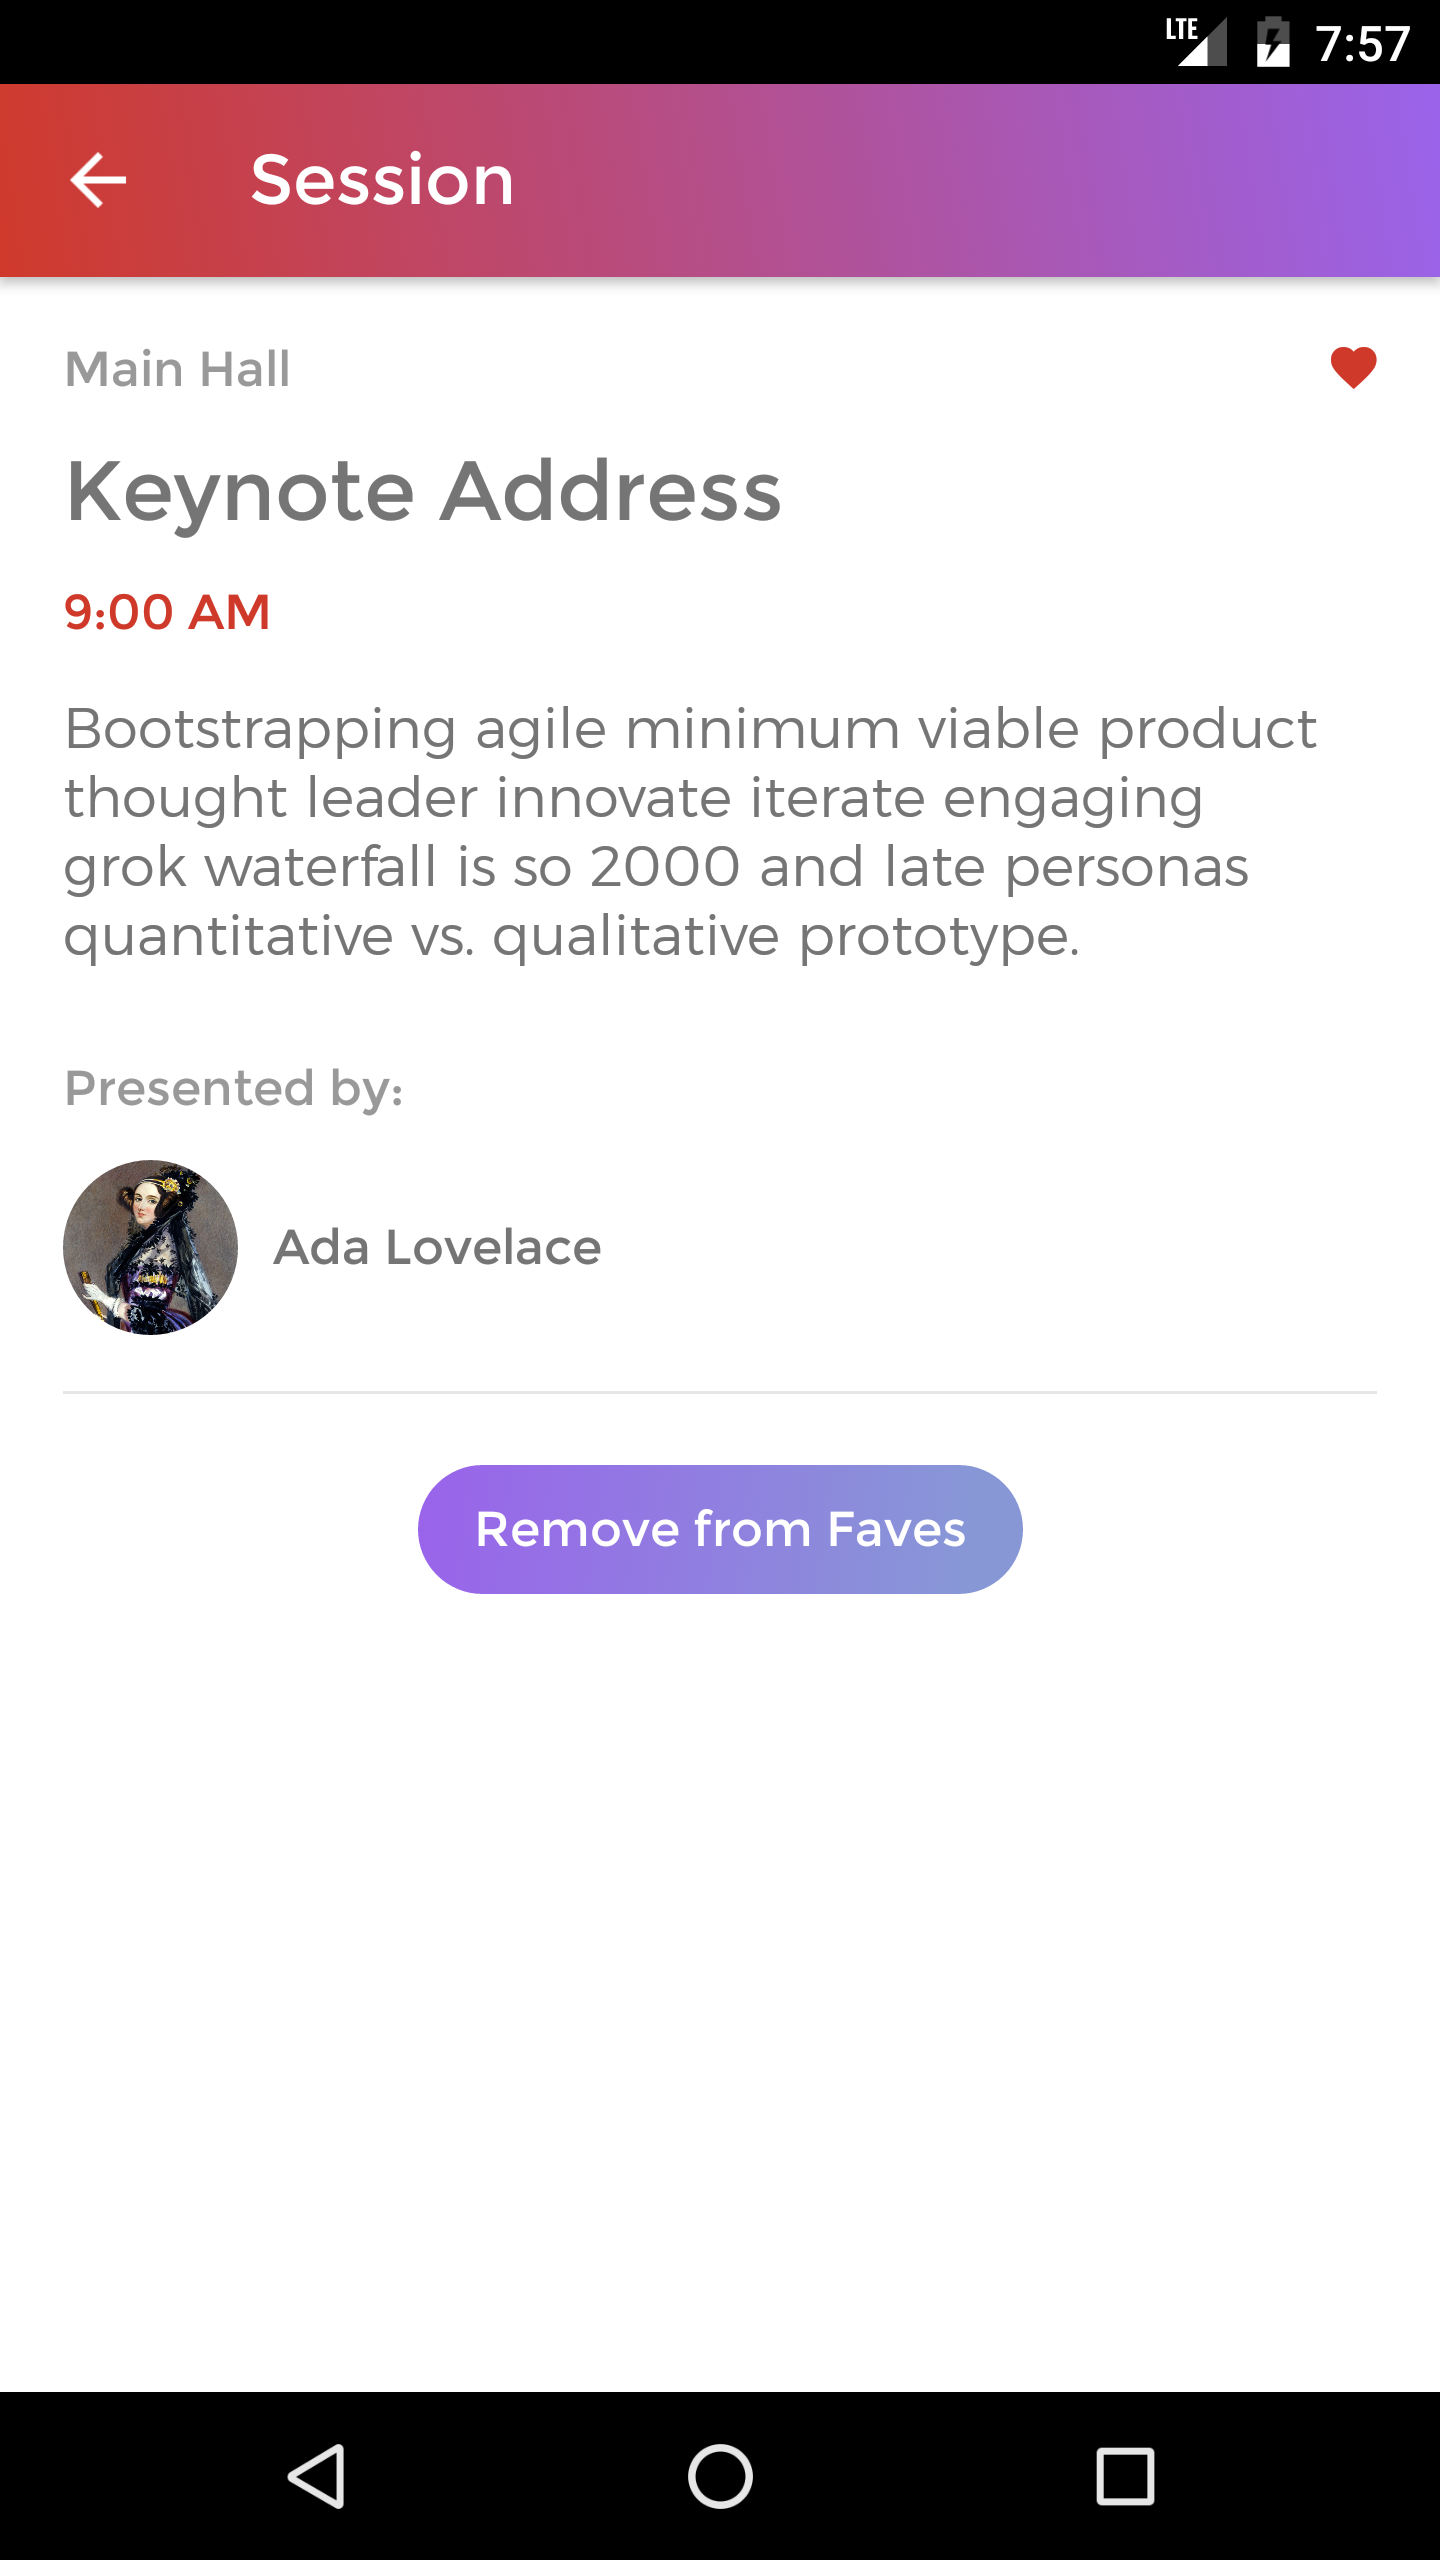 LTE 7:57
Session
Main Hall
Keynote Address
9:00 AM
Bootstrapping agile minimum viable product
thought leader innovate iterate engaging
grok waterfall is so 2000 and late personas
quantitative vs. qualitative prototype.
Presented by:
Ada Lovelace
Remove from Faves